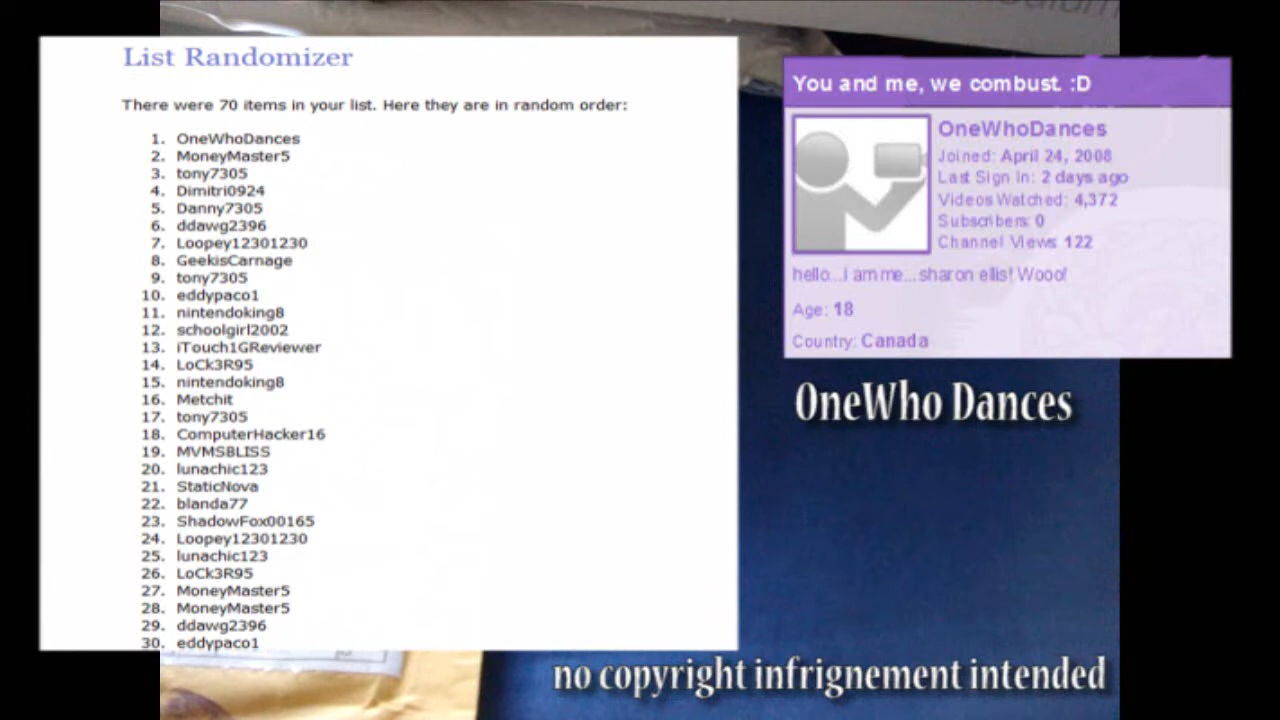 List Randomizer
There were 70 items in your list. Here they are in random order:
1. OneWhoDances
2. MoneyMaster5
3. tony7305
4. Dimitri0924
5. Danny7305
6. ddawg2396
7. Loopey12301230
8. GeekisCarnage
9. tony7305
10. eddypaco1
11. nintendoking8
12. schoolgirl2002
13. iTouch1GReviewer
14. LoCk3R95
15. nintendoking8
16. Metchit
17. tony7305
18. ComputerHacker16
19. MVMSBLISS
20. lunachic123
21. StaticNova
22. blanda77
23. ShadowFox00165
24. Loopey12301230
25. lunachic123
26. LoCk3R95
27. MoneyMaster5
28. MoneyMaster5
29. ddawg2396
30. eddypaco1
You and me, we combust. :D
OneWhoDances
Joined: April 24, 2008
Last Sign In: 2 days ago
Videos Watched: 4,372
Subscribers: 0
Channel Views: 122
hello...i am me...sharon ellis! Wooo!
Age: 18
Country: Canada
OneWho Dances
no copyright infrignement intended